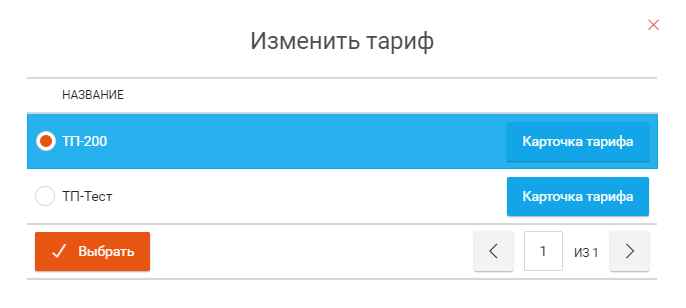 Изменить тариф
НАЗВАНИЕ
ТП-200 Карточка тарифа
ТП-Тест Карточка тарифа
Выбрать 1 ИЗ 1